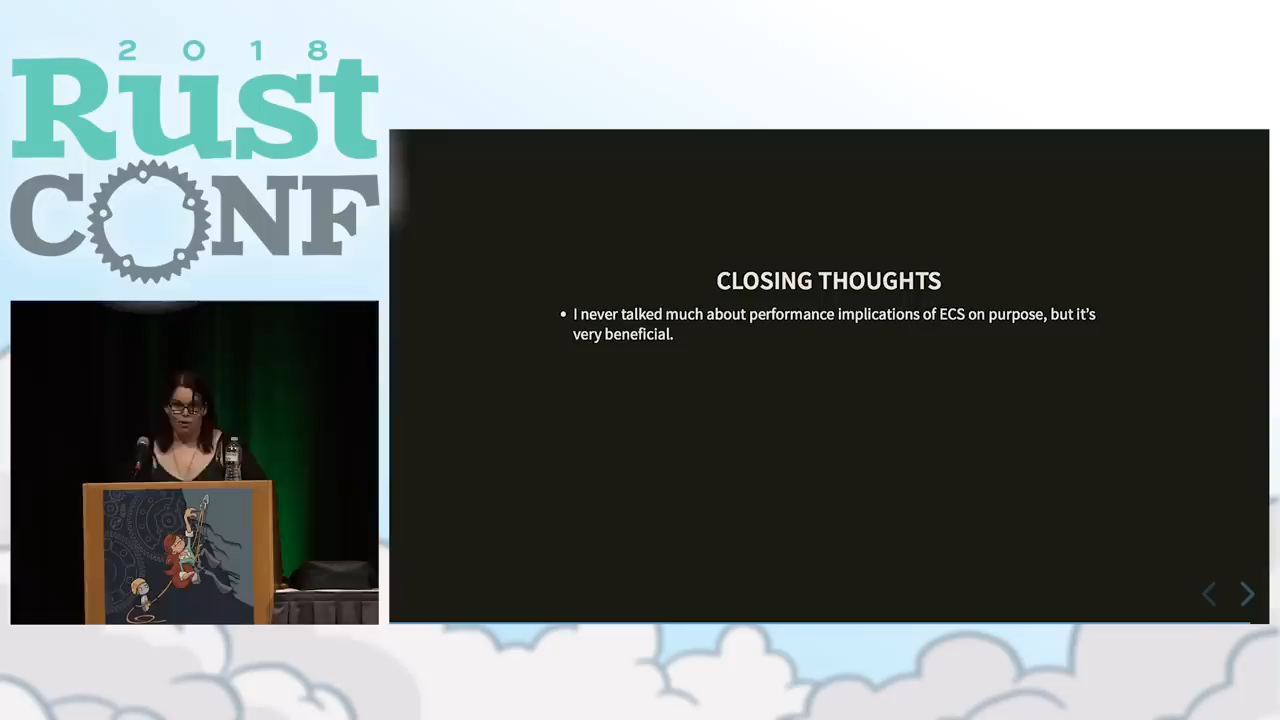 2018
Rust
CONF
CLOSING THOUGHTS
• I never talked much about performance implications of ECS on purpose, but it's
very beneficial.